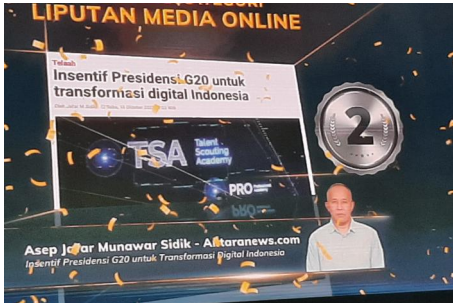 LIPUTAN MEDIA ONLINE
Telaah
Insentif Presidensi G20 untuk
transformasi digital Indonesia
TSA
Talent
Scouting
Academy
PRO
2
Asep Jafar Munawar Sidik - Antaranews.com
Insentif Presidensi G20 untuk Transformasi Digital Indonesia